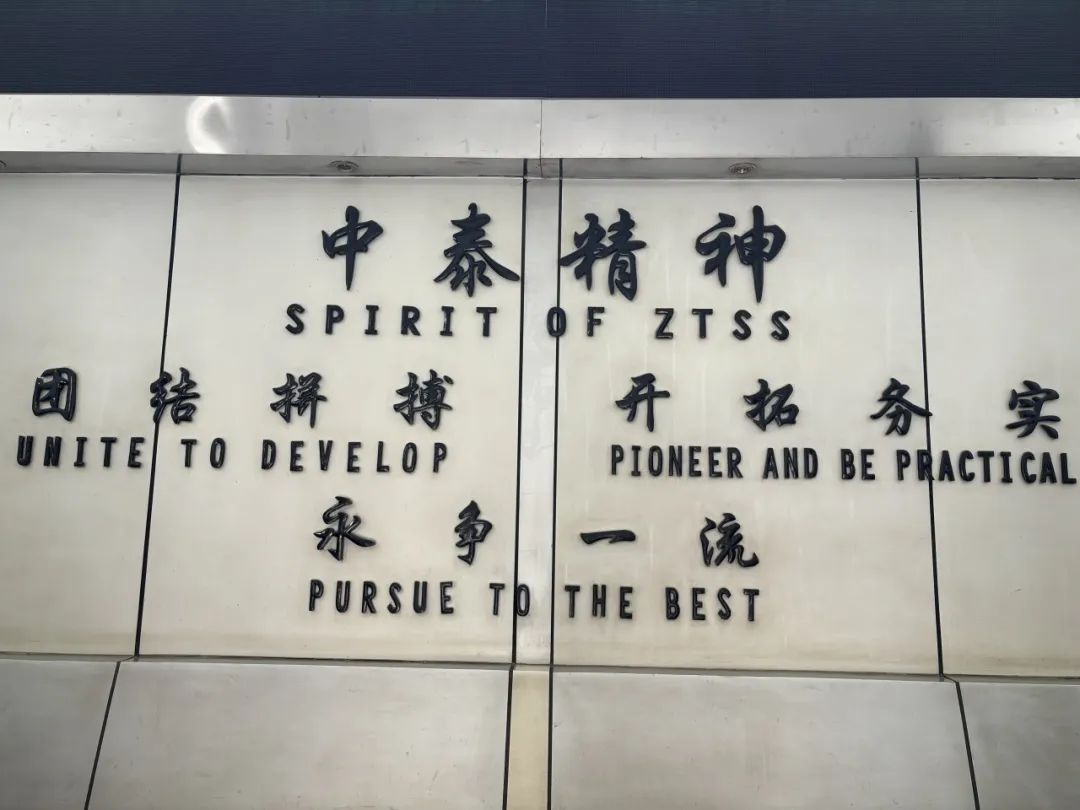 中泰精神
SPIRIT OF ZTSS
团结拼搏 开拓务实
UNITE TO DEVELOP PIONEER AND BE PRACTICAL
永争一流
PURSUE TO THE BEST